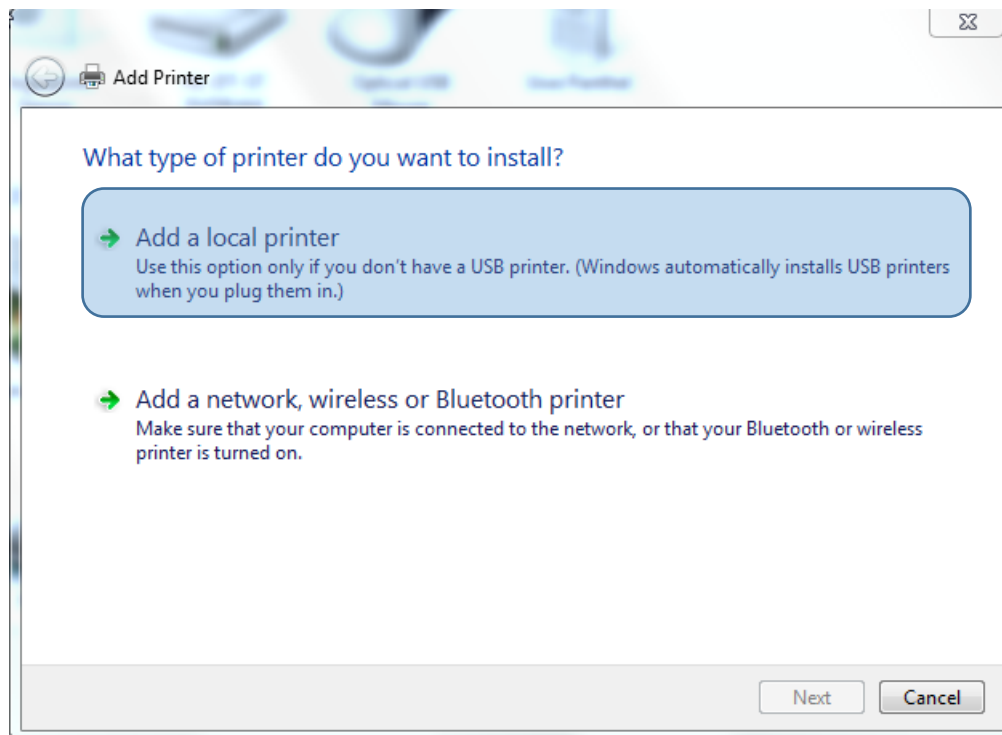 Add Printer
What type of printer do you want to install?
Add a local printer
Use this option only if you don't have a USB printer. (Windows automatically installs USB printers
when you plug them in.)
Add a network, wireless or Bluetooth printer
Make sure that your computer is connected to the network, or that your Bluetooth or wireless
printer is turned on.
Next
Cancel